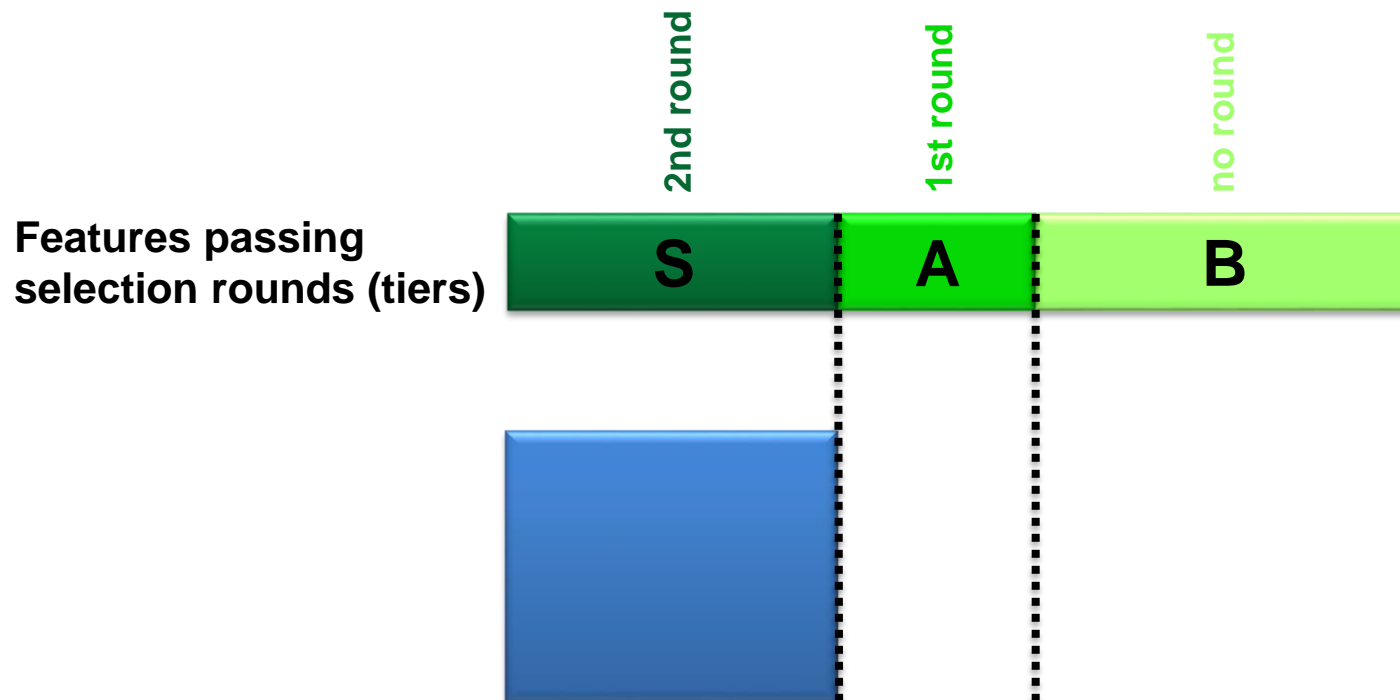 2nd round
1st round
no round
Features passing
selection rounds (tiers)
S
A
B